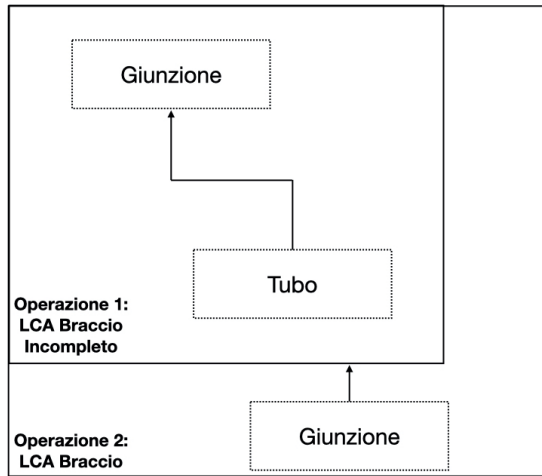 Giunzione
Tubo
Operazione 1:
LCA Braccio
Incompleto
Giunzione
Operazione 2:
LCA Braccio